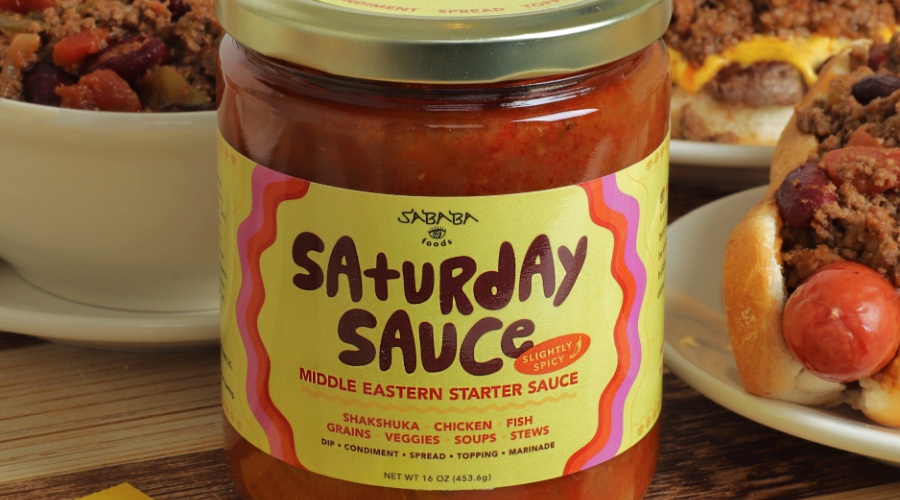 CONDIMENT SPREAD
SABABA
foods
SATURDAY
SAUCE
SLIGHTLY
SPICY
MIDDLE EASTERN STARTER SAUCE
SHAKSHUKA CHICKEN FISH
GRAINS VEGGIES SOUPS STEWS
DIP • CONDIMENT • SPREAD • TOPPING • MARINADE
NET WT 16 OZ (453.6g)